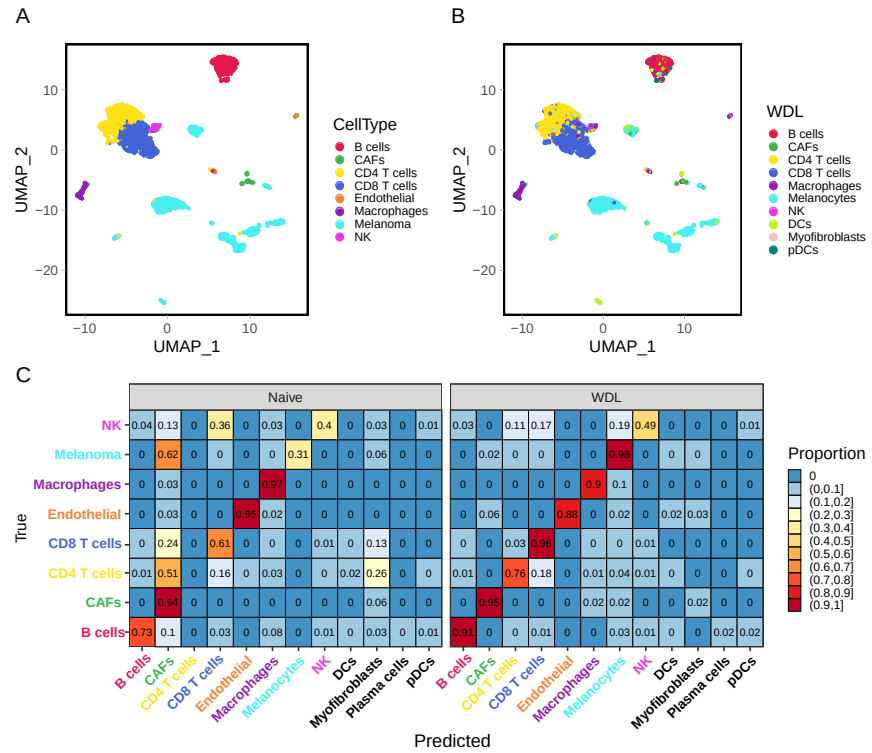 A
B
10
0
−10
−20
UMAP_2
−10
0
10
UMAP_1
CellType
B cells
CAFs
CD4 T cells
CD8 T cells
Endothelial
Macrophages
Melanoma
NK
10
0
−10
−20
UMAP_2
−10
0
10
UMAP_1
WDL
B cells
CAFs
CD4 T cells
CD8 T cells
Macrophages
Melanocytes
NK
DCs
Myofibroblasts
pDCs
C
Naive
WDL
True
NK 0.04 0.13 0 0.36 0 0.03 0 0.4 0 0.03 0 0.01 0.03 0 0.11 0.17 0 0 0.19 0.49 0 0 0 0.01
Melanoma 0 0.62 0 0 0 0 0.31 0 0 0.06 0 0 0 0.02 0 0 0 0 0.98 0 0 0 0 0
Macrophages 0 0.03 0 0 0 0.97 0 0 0 0 0 0 0 0 0 0 0 0.9 0.1 0 0 0 0 0
Endothelial 0 0.03 0 0 0.95 0.02 0 0 0 0 0 0 0 0.06 0 0 0.88 0 0 0 0.02 0.03 0 0
CD8 T cells 0 0.24 0 0.61 0 0 0 0.01 0 0.13 0 0 0 0 0.03 0.96 0 0 0 0.01 0 0 0 0
CD4 T cells 0.01 0.51 0 0.16 0 0.03 0 0 0.02 0.26 0 0 0.01 0 0.76 0.18 0 0.01 0.04 0.01 0 0 0 0
CAFs 0 0.94 0 0 0 0 0 0 0 0.06 0 0 0 0.95 0 0 0 0.02 0.02 0 0 0.02 0 0
B cells 0.73 0.1 0 0.03 0 0.08 0 0.01 0 0.03 0 0.01 0.91 0 0 0.01 0 0 0.03 0.01 0 0 0.02 0.02
B cells
CAFs
CD4 T cells
CD8 T cells
Endothelial
Macrophages
Melanocytes
NK
DCs
Myofibroblasts
Plasma cells
pDCs
B cells
CAFs
CD4 T cells
CD8 T cells
Endothelial
Macrophages
Melanocytes
NK
DCs
Myofibroblasts
Plasma cells
pDCs
Predicted
Proportion
0
(0,0.1]
(0.1,0.2]
(0.2,0.3]
(0.3,0.4]
(0.4,0.5]
(0.5,0.6]
(0.6,0.7]
(0.7,0.8]
(0.8,0.9]
(0.9,1]